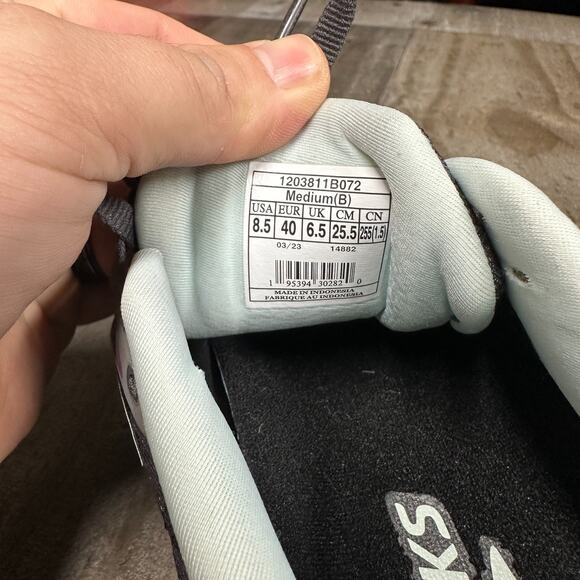 1203811B072
Medium(B)
USA EUR UK CM CN
8.5 40 6.5 25.5 255(1.5)
03/23 14882
1 95394 30282 0
MADE IN INDONESIA
FABRIQUE AU INDONESIA